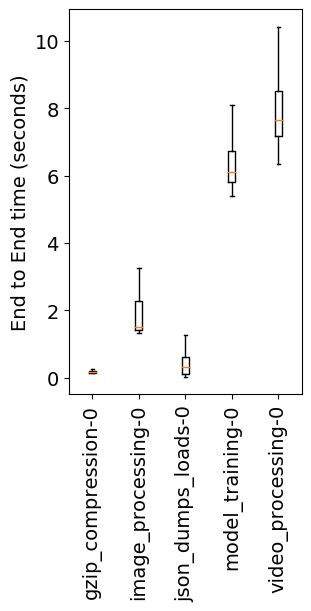 End to End time (seconds)
10
8
6
4
2
0
gzip_compression-0
image_processing-0
json_dumps_loads-0
model_training-0
video_processing-0